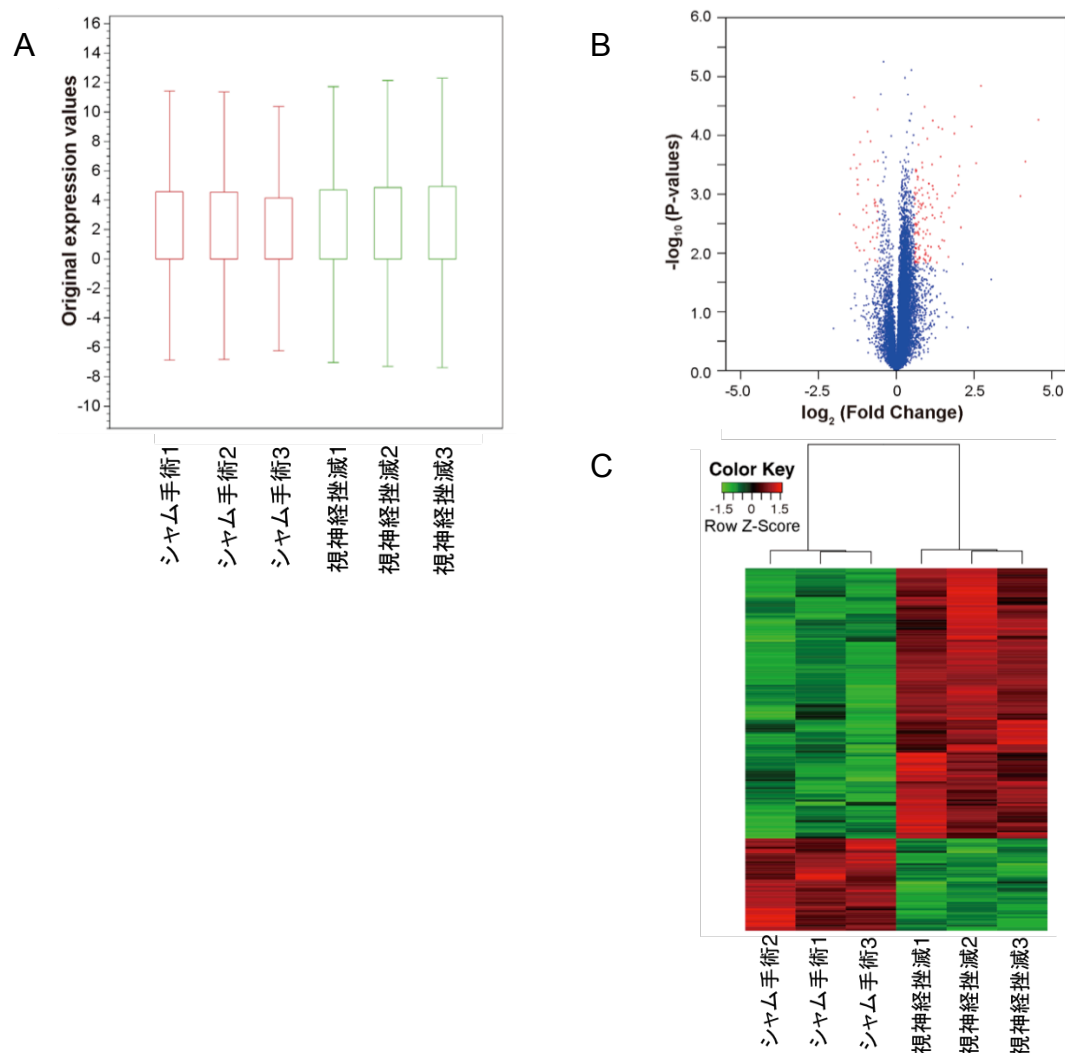 A
Original expression values
16
14
12
10
8
6
4
2
0
-2
-4
-6
-8
-10
シャム手術1
シャム手術2
シャム手術3
視神経挫滅1
視神経挫滅2
視神経挫滅3
B
-log10 (P-values)
6.0
5.0
4.0
3.0
2.0
1.0
0.0
-5.0 -2.5 0 2.5 5.0
log2 (Fold Change)
C
Color Key
-1.5 0 1.5
Row Z-Score
シャム手術2
シャム手術1
シャム手術3
視神経挫滅1
視神経挫滅2
視神経挫滅3